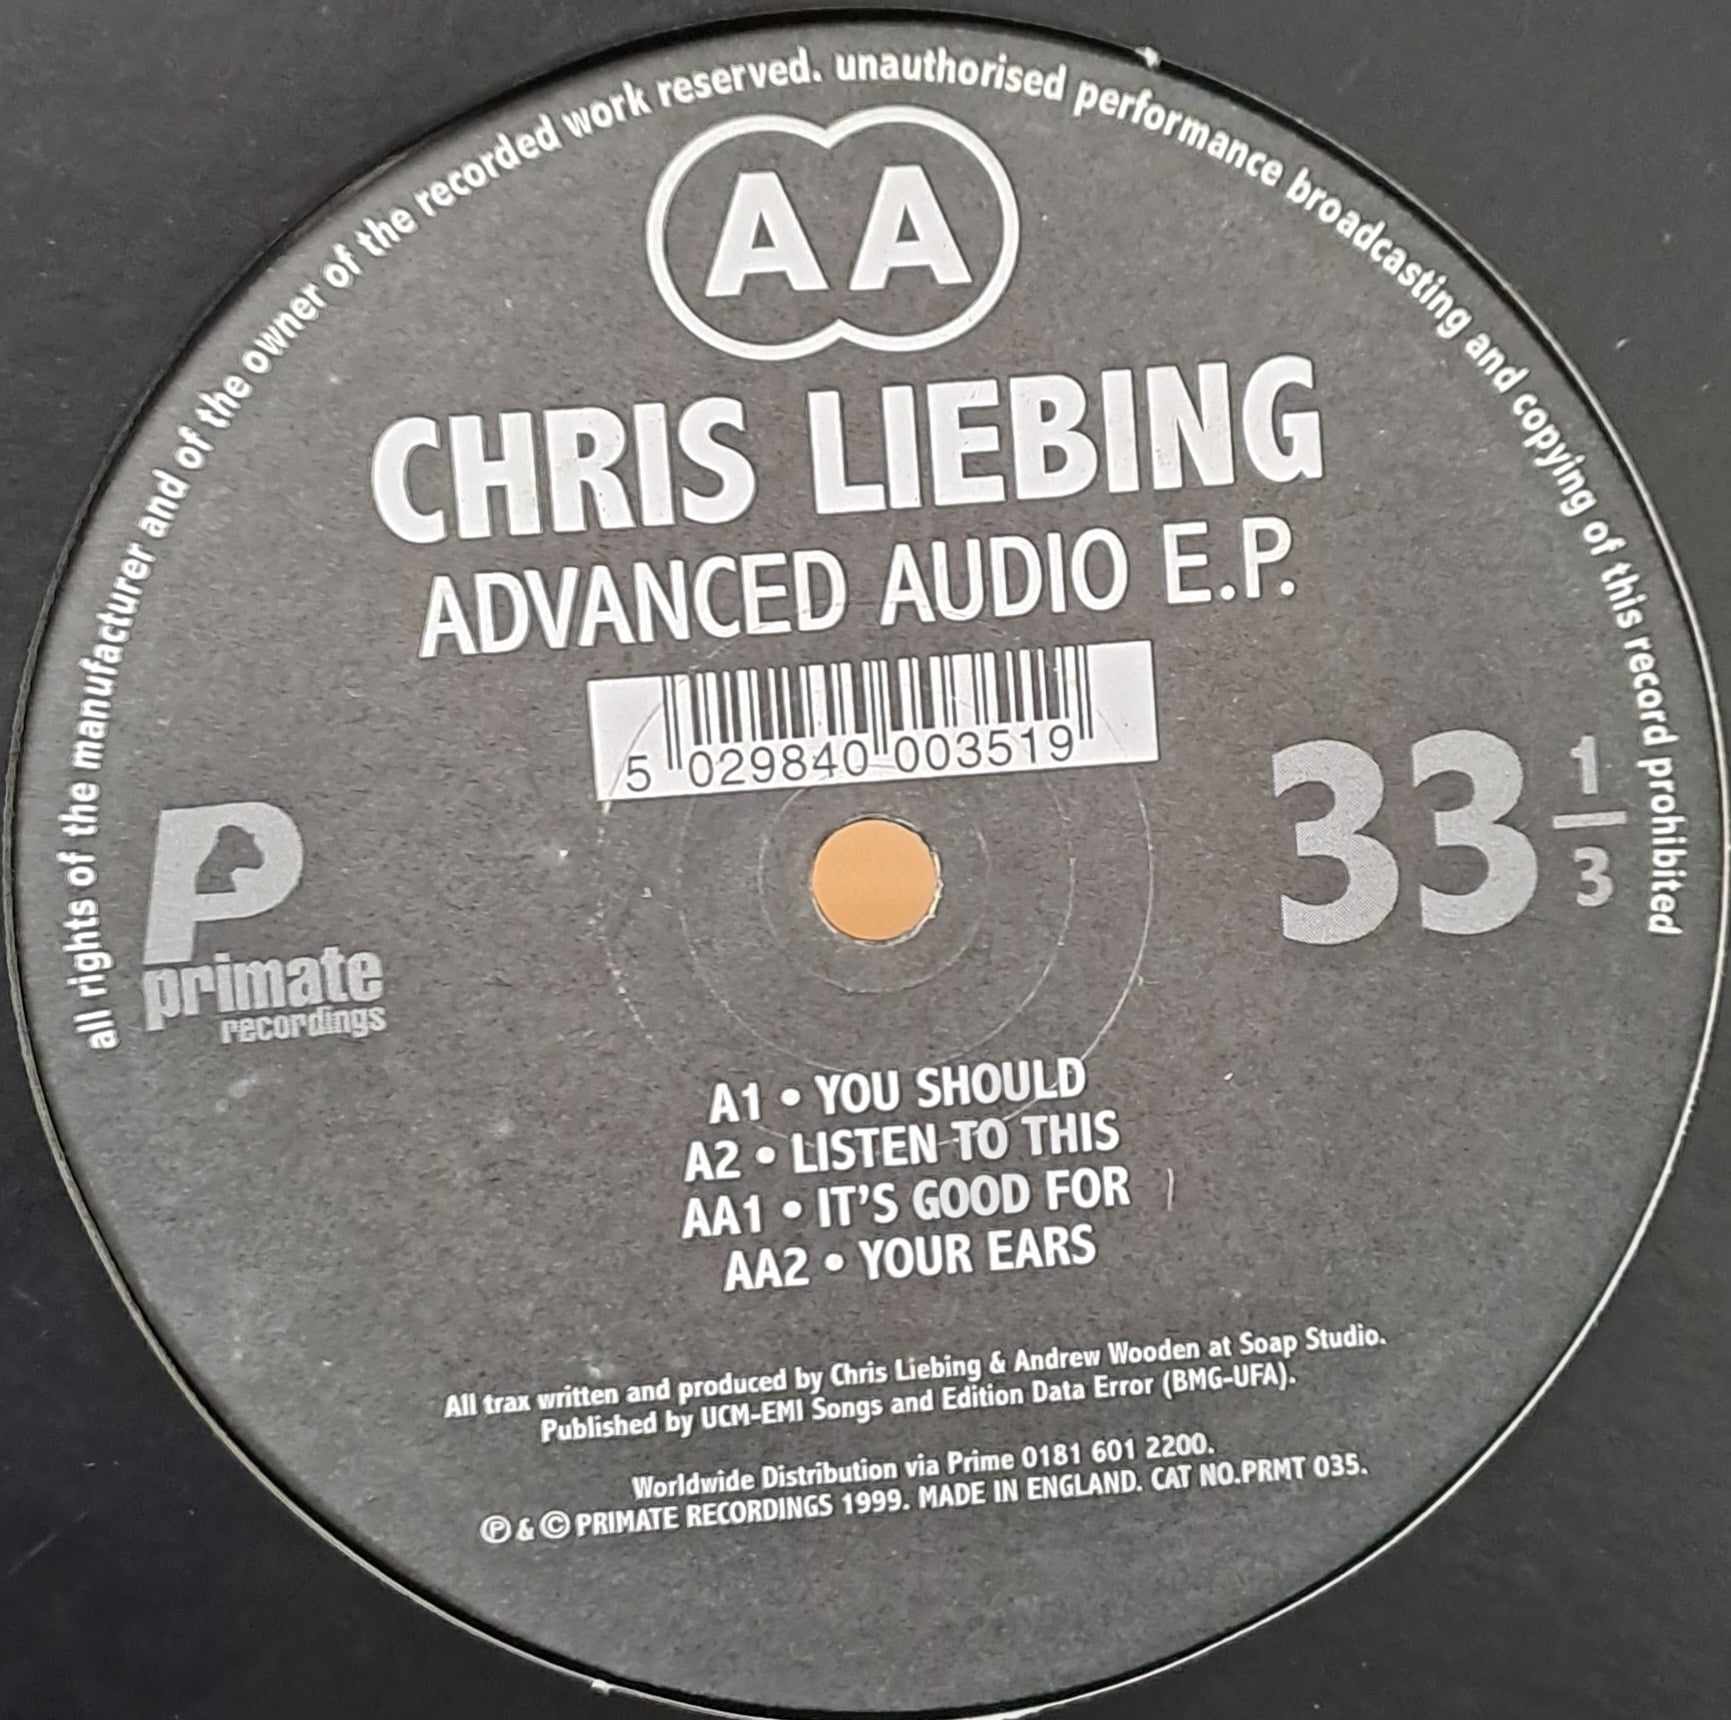 all rights of the manufacturer and of the owner of the recorded work reserved. unauthorised performance broadcasting and copying of this record prohibited
AA
CHRIS LIEBING
ADVANCED AUDIO E.P.
5 029840 003519
33 1/3
P
primate
recordings
A1 • YOU SHOULD
A2 • LISTEN TO THIS
AA1 • IT'S GOOD FOR
AA2 • YOUR EARS
All trax written and produced by Chris Liebing & Andrew Wooden at Soap Studio.
Published by UCM-EMI Songs and Edition Data Error (BMG-UFA).
Worldwide Distribution via Prime 0181 601 2200.
℗ & © PRIMATE RECORDINGS 1999. MADE IN ENGLAND. CAT NO.PRMT 035.